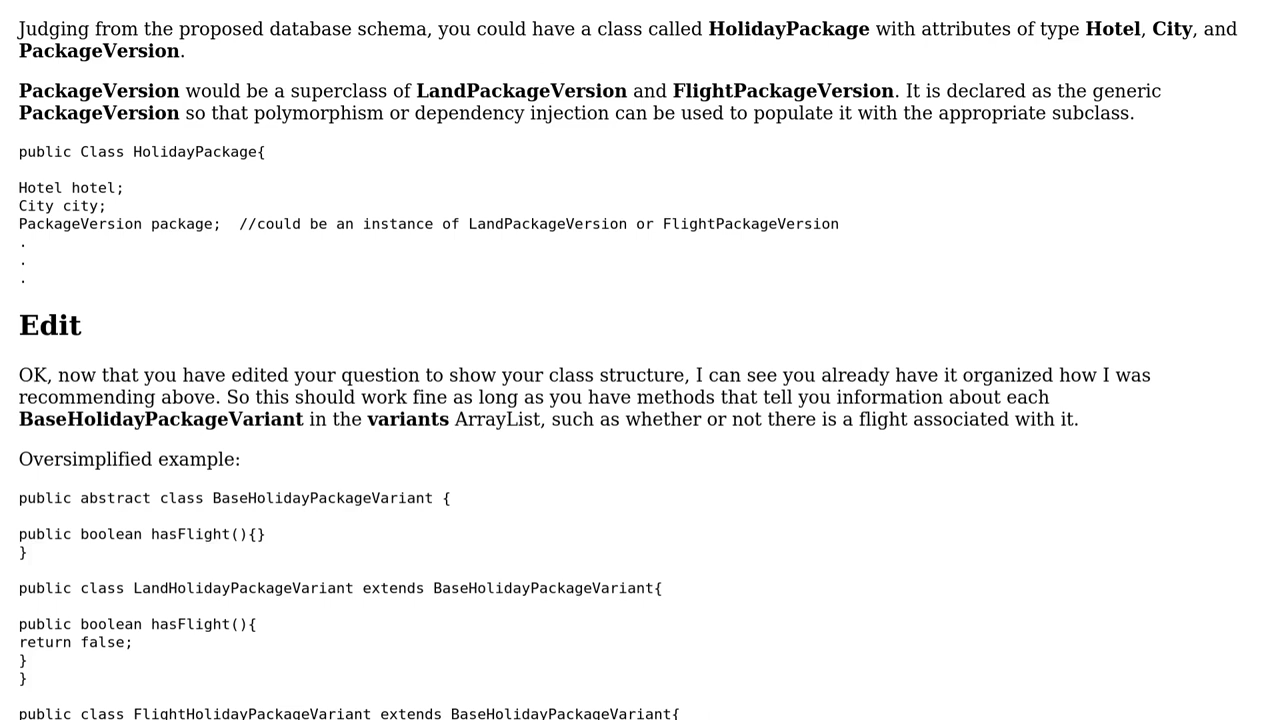 Judging from the proposed database schema, you could have a class called HolidayPackage with attributes of type Hotel, City, and
PackageVersion.
PackageVersion would be a superclass of LandPackageVersion and FlightPackageVersion. It is declared as the generic
PackageVersion so that polymorphism or dependency injection can be used to populate it with the appropriate subclass.
public Class HolidayPackage{
Hotel hotel;
City city;
PackageVersion package;  //could be an instance of LandPackageVersion or FlightPackageVersion
.
.
.
Edit
OK, now that you have edited your question to show your class structure, I can see you already have it organized how I was
recommending above. So this should work fine as long as you have methods that tell you information about each
BaseHolidayPackageVariant in the variants ArrayList, such as whether or not there is a flight associated with it.
Oversimplified example:
public abstract class BaseHolidayPackageVariant {
public boolean hasFlight(){}
}
public class LandHolidayPackageVariant extends BaseHolidayPackageVariant{
public boolean hasFlight(){
return false;
}
}
public class FlightHolidayPackageVariant extends BaseHolidayPackageVariant{